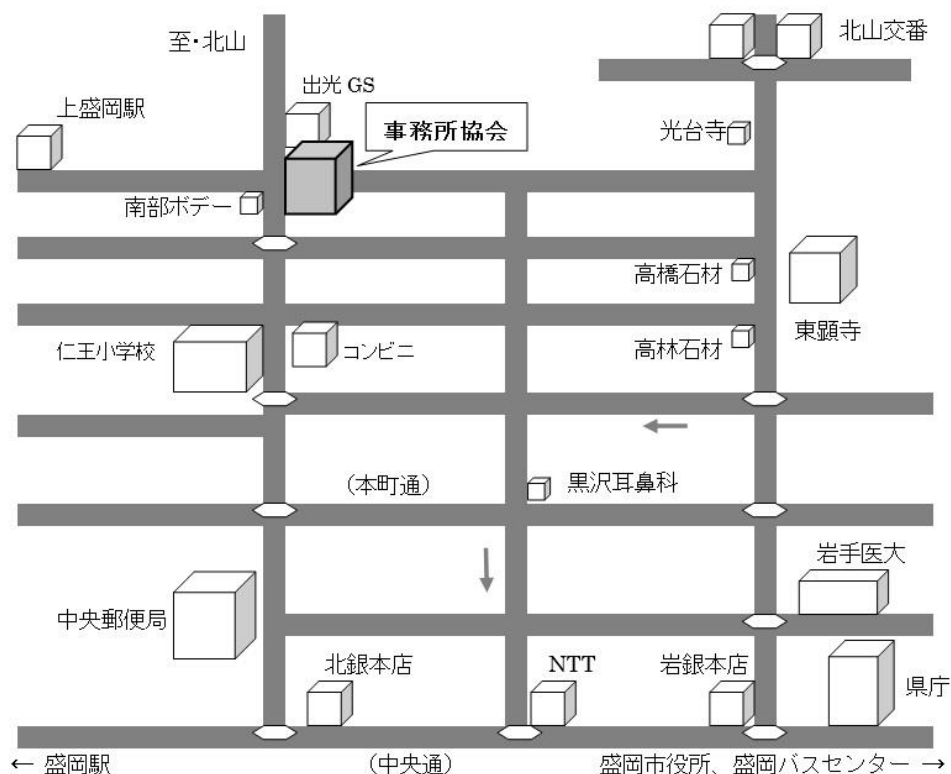 至・北山
北山交番
出光 GS
上盛岡駅
事務所協会
光台寺
南部ボデー
高橋石材
東顕寺
仁王小学校
コンビニ
高林石材
(本町通)
黒沢耳鼻科
岩手医大
中央郵便局
北銀本店
NTT
岩銀本店
県庁
← 盛岡駅
(中央通)
盛岡市役所、盛岡バスセンター →